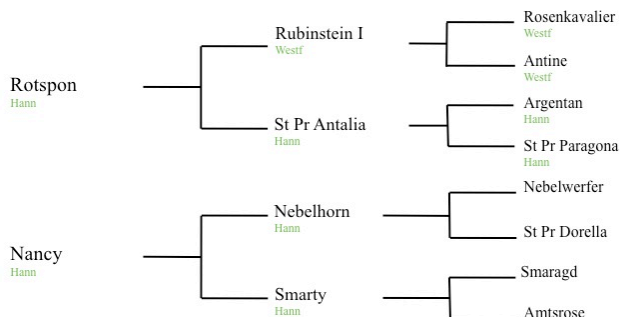 Rotspon
Hann
Rubinstein I
Westf
St Pr Antalia
Hann
Rosenkavalier
Westf
Antine
Westf
Argentan
Hann
St Pr Paragona
Hann
Nancy
Hann
Nebelhorn
Hann
Smarty
Hann
Nebelwerfer
St Pr Dorella
Smaragd
Amtsrose